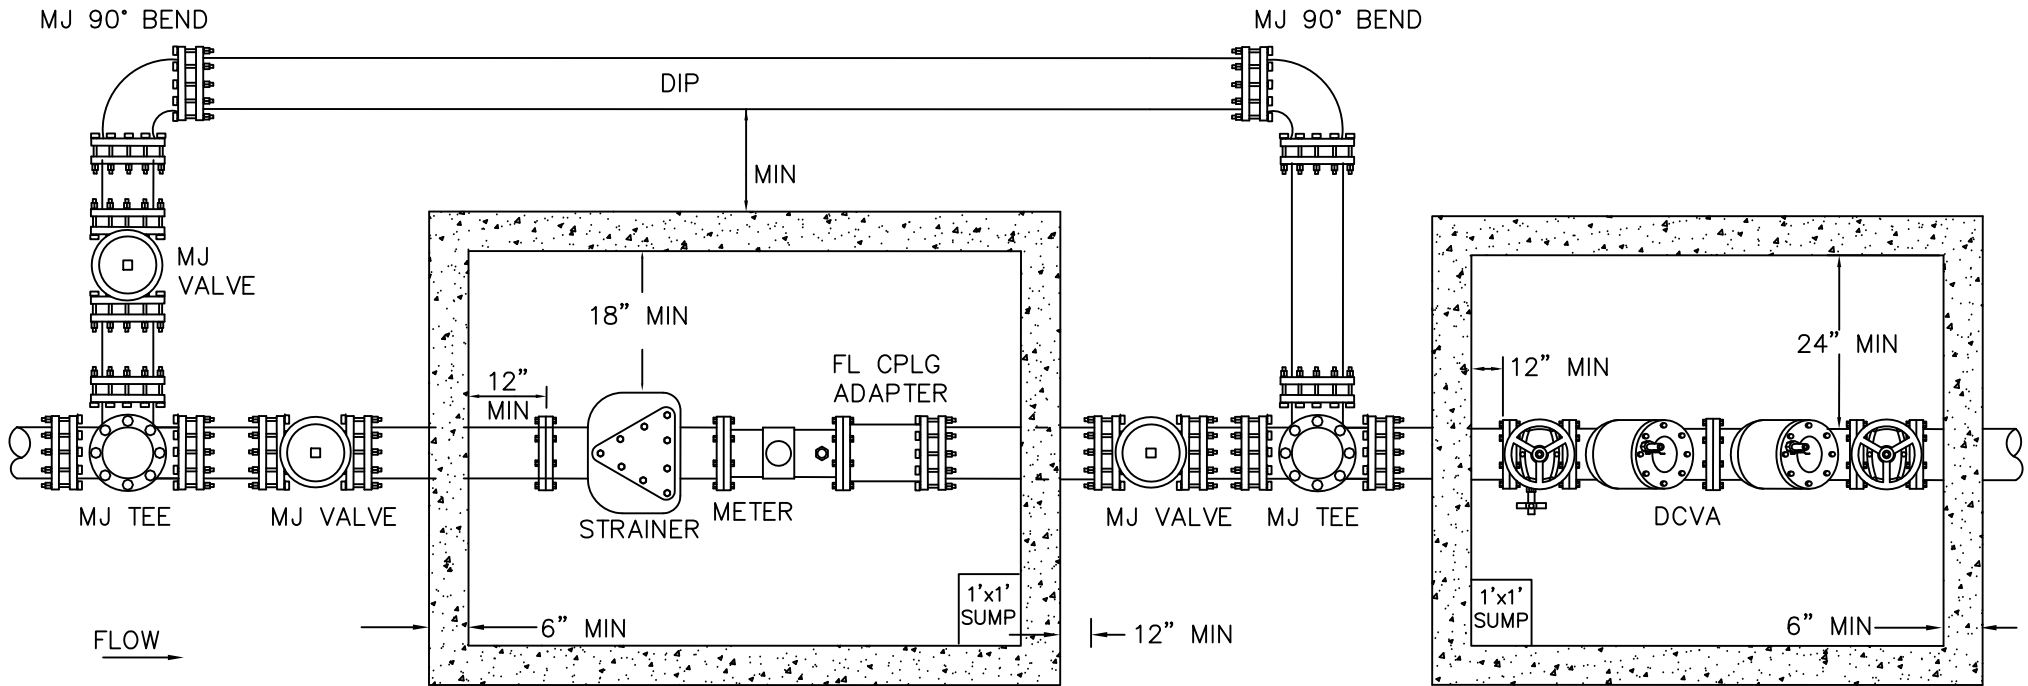 MJ 90° BEND
MJ 90° BEND
DIP
MIN
MJ
VALVE
18” MIN
24” MIN
FL CPLG
ADAPTER
12” MIN
12”
MIN
MJ TEE
MJ VALVE
STRAINER
METER
MJ VALVE
MJ TEE
DCVA
1'x1'
SUMP
1'x1'
SUMP
6” MIN
12” MIN
6” MIN
FLOW